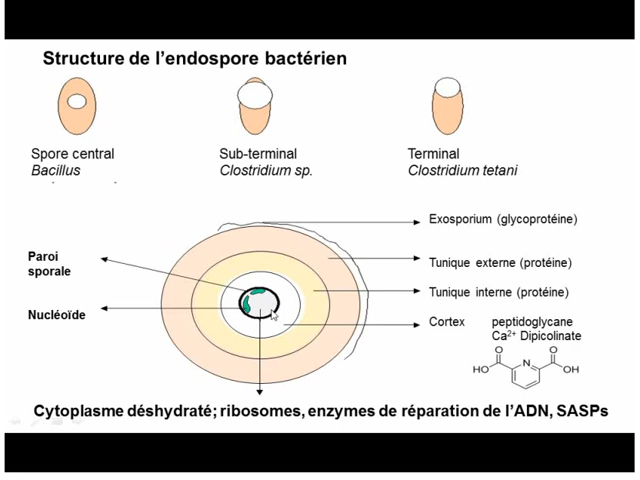 Structure de l'endospore bactérien
Spore central
Bacillus
Sub-terminal
Clostridium sp.
Terminal
Clostridium tetani
Exosporium (glycoprotéine)
Paroi
sporale
Tunique externe (protéine)
Tunique interne (protéine)
Nucléoïde
Cortex peptidoglycane
Ca2+ Dipicolinate
O O
HO N OH
Cytoplasme déshydraté; ribosomes, enzymes de réparation de l'ADN, SASPs